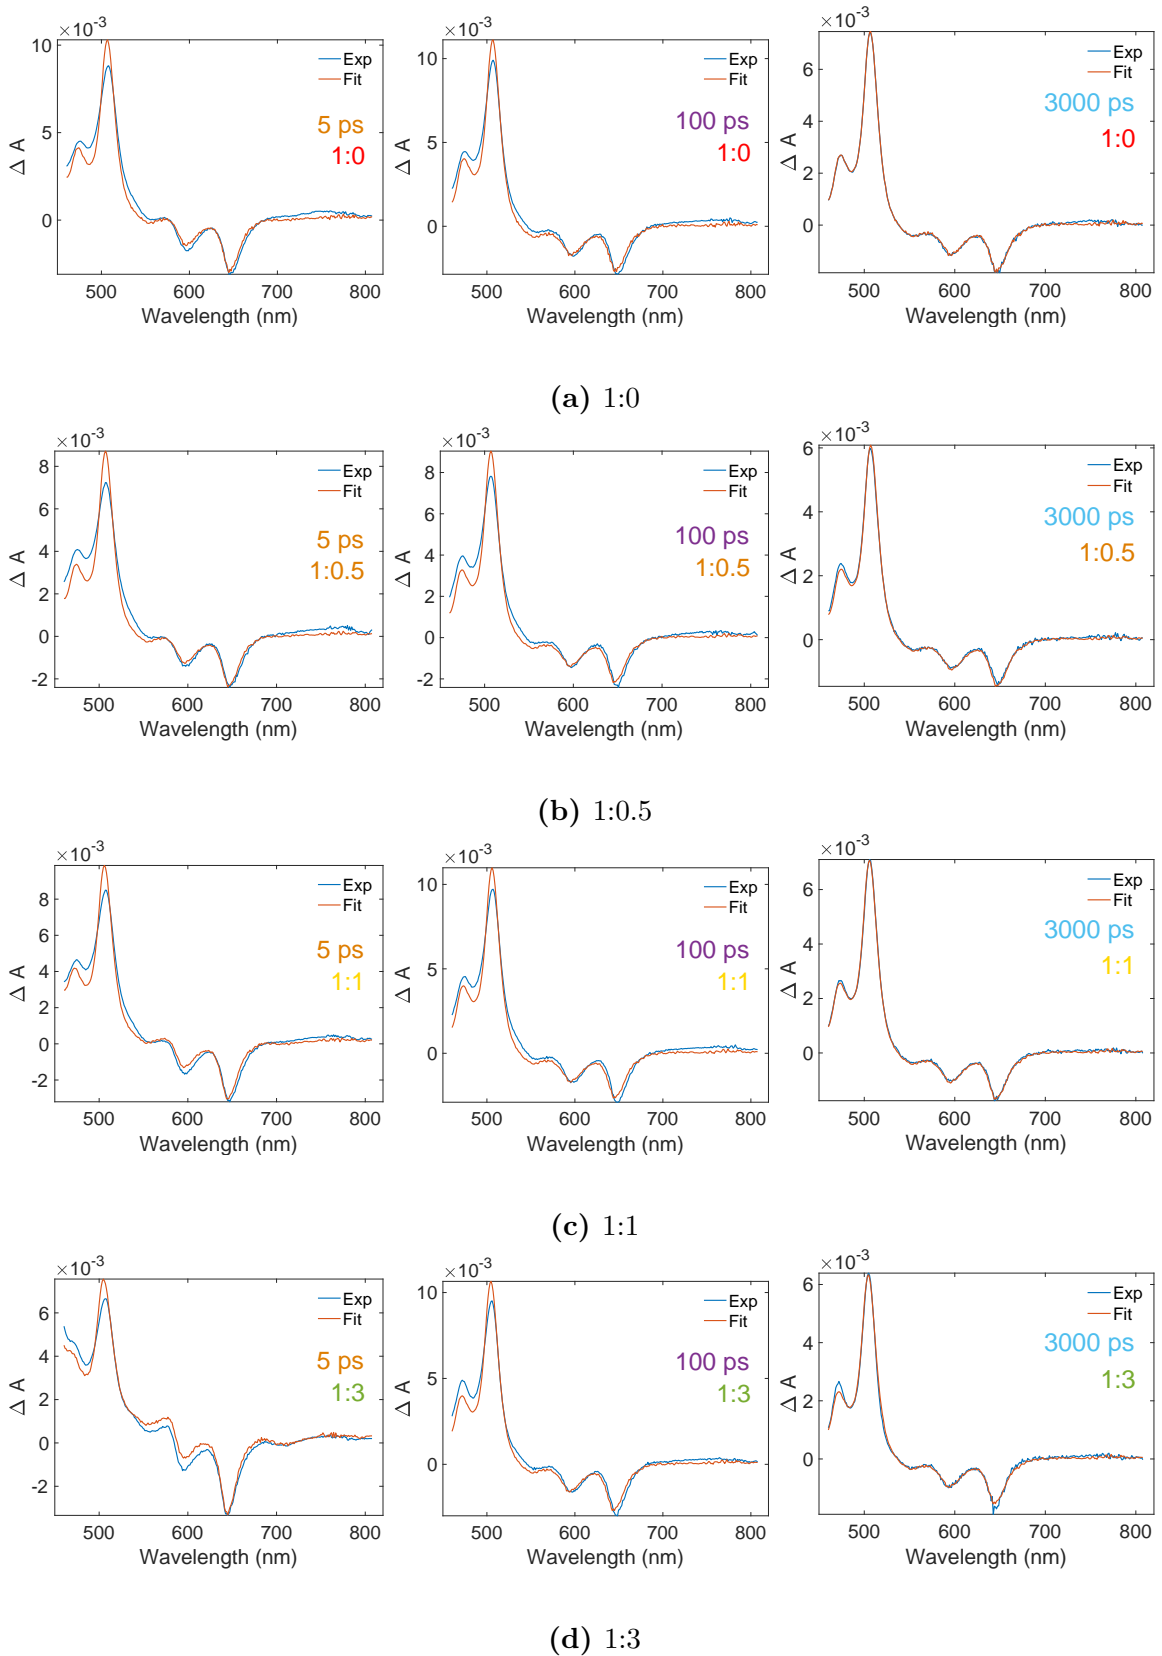 ×10⁻³
10
5
0
Δ A
Exp
Fit
5 ps
1:0
500 600 700 800
Wavelength (nm)
×10⁻³
10
5
0
Δ A
Exp
Fit
100 ps
1:0
500 600 700 800
Wavelength (nm)
×10⁻³
6
4
2
0
Δ A
Exp
Fit
3000 ps
1:0
500 600 700 800
Wavelength (nm)
(a) 1:0
×10⁻³
8
6
4
2
0
-2
Δ A
Exp
Fit
5 ps
1:0.5
500 600 700 800
Wavelength (nm)
×10⁻³
8
6
4
2
0
-2
Δ A
Exp
Fit
100 ps
1:0.5
500 600 700 800
Wavelength (nm)
×10⁻³
6
4
2
0
Δ A
Exp
Fit
3000 ps
1:0.5
500 600 700 800
Wavelength (nm)
(b) 1:0.5
×10⁻³
8
6
4
2
0
-2
Δ A
Exp
Fit
5 ps
1:1
500 600 700 800
Wavelength (nm)
×10⁻³
10
5
0
Δ A
Exp
Fit
100 ps
1:1
500 600 700 800
Wavelength (nm)
×10⁻³
6
4
2
0
Δ A
Exp
Fit
3000 ps
1:1
500 600 700 800
Wavelength (nm)
(c) 1:1
×10⁻³
6
4
2
0
-2
Δ A
Exp
Fit
5 ps
1:3
500 600 700 800
Wavelength (nm)
×10⁻³
10
5
0
Δ A
Exp
Fit
100 ps
1:3
500 600 700 800
Wavelength (nm)
×10⁻³
6
4
2
0
Δ A
Exp
Fit
3000 ps
1:3
500 600 700 800
Wavelength (nm)
(d) 1:3